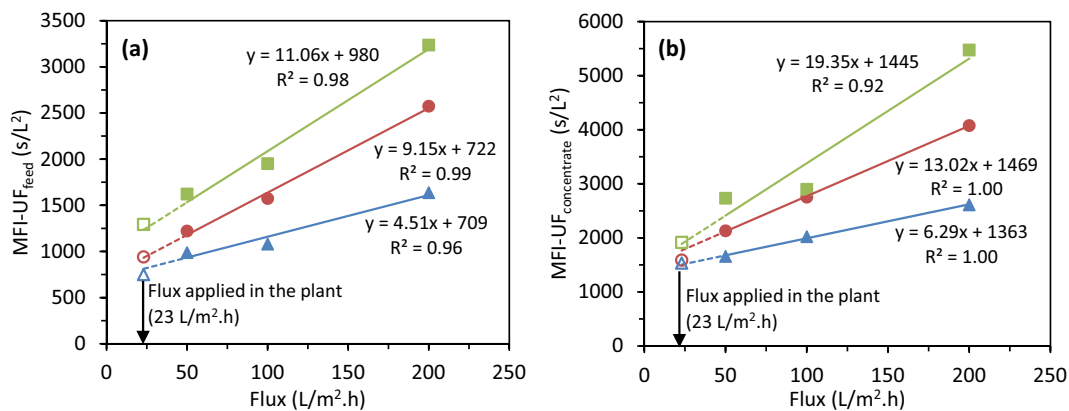 (a)
MFI-UFfeed (s/L²)
3500
3000
2500
2000
1500
1000
500
0
y = 11.06x + 980
R² = 0.98
y = 9.15x + 722
R² = 0.99
y = 4.51x + 709
R² = 0.96
Flux applied in the plant
(23 L/m².h)
0 50 100 150 200 250
Flux (L/m².h)
(b)
MFI-UFconcentrate (s/L²)
6000
5000
4000
3000
2000
1000
0
y = 19.35x + 1445
R² = 0.92
y = 13.02x + 1469
R² = 1.00
y = 6.29x + 1363
R² = 1.00
Flux applied in the plant
(23 L/m².h)
0 50 100 150 200 250
Flux (L/m².h)